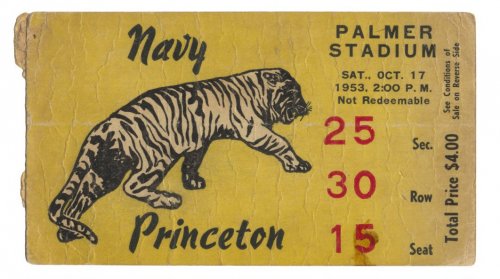 Navy
Princeton
PALMER
STADIUM
SAT., OCT. 17
1953, 2:00 P. M.
Not Redeemable
25 Sec.
30 Row
15 Seat
See Conditions of
Sale on Reverse Side
Total Price $4.00